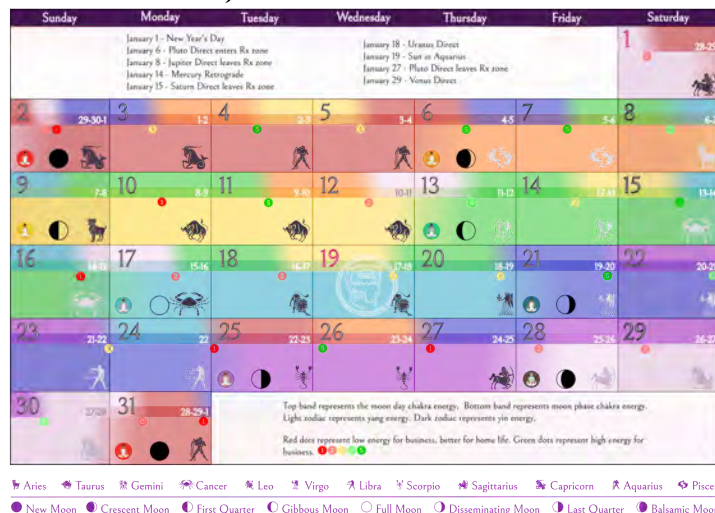 Sunday Monday Tuesday Wednesday Thursday Friday Saturday
January 1 - New Year's Day
January 6 - Pluto Direct enters Rx zone
January 8 - Jupiter Direct leaves Rx zone
January 14 - Mercury Retrograde
January 15 - Saturn Direct leaves Rx zone
January 18 - Uranus Direct
January 19 - Sun in Aquarius
January 27 - Pluto Direct leaves Rx zone
January 29 - Venus Direct
1 28-29
2 29-30-1 3 1-2 4 2-3 5 3-4 6 4-5 7 5-6 8
9 7-8 10 8-9 11 9-10 12 10-11 13 11-12 14 15 13-14
16 14-15 17 15-16 18 16-17 19 17-18 20 18-19 21 19-20 22
23 21-22 24 22 25 22-23 26 23-24 27 24-25 28 25-26 29
30 27-28 31 28-29-1
Top band represents the moon day chakra energy. Bottom band represents moon phase chakra energy.
Light zodiac represents yang energy. Dark zodiac represents yin energy.
Red dots represent low energy for business, better for home life. Green dots represent high energy for
business. 1 2 5
Aries Taurus Gemini Cancer Leo Virgo Libra Scorpio Sagittarius Capricorn Aquarius Pisce
New Moon Crescent Moon First Quarter Gibbous Moon Full Moon Disseminating Moon Last Quarter Balsamic Moo